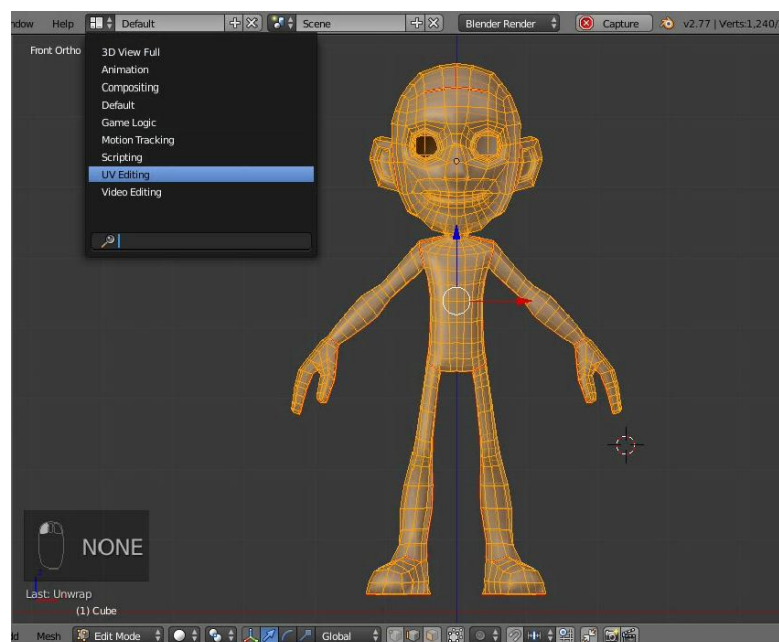 ndow Help Default Scene Blender Render Capture v2.77 | Verts:1,240/
Front Ortho
3D View Full
Animation
Compositing
Default
Game Logic
Motion Tracking
Scripting
UV Editing
Video Editing
NONE
Last: Unwrap
(1) Cube
dd Mesh Edit Mode Global